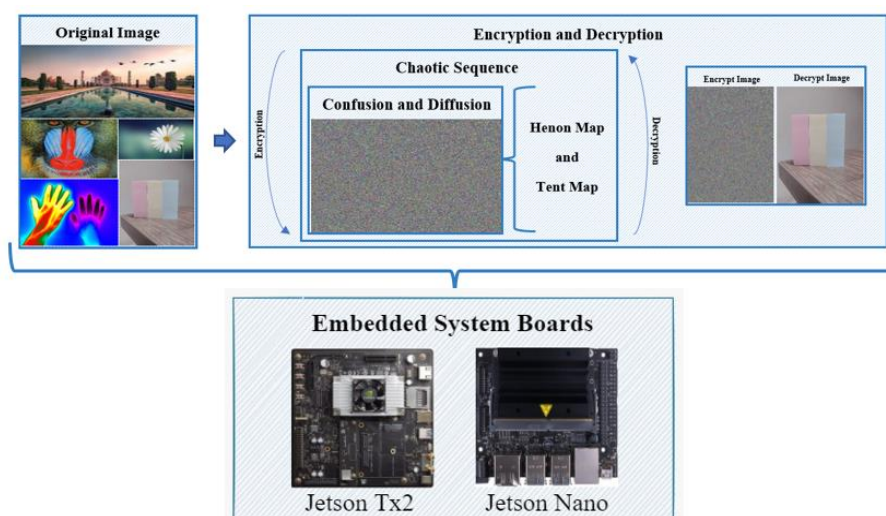 Original Image
Encryption and Decryption
Encryption
Chaotic Sequence
Confusion and Diffusion
Henon Map
and
Tent Map
Decryption
Encrypt Image
Decrypt Image
Embedded System Boards
Jetson Tx2
Jetson Nano